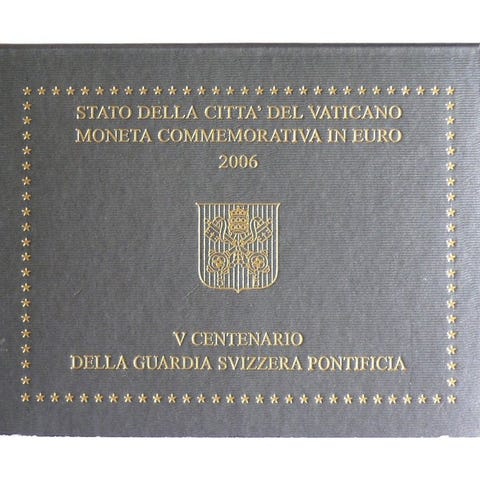 STATO DELLA CITTA' DEL VATICANO
MONETA COMMEMORATIVA IN EURO
2006
V CENTENARIO
DELLA GUARDIA SVIZZERA PONTIFICIA